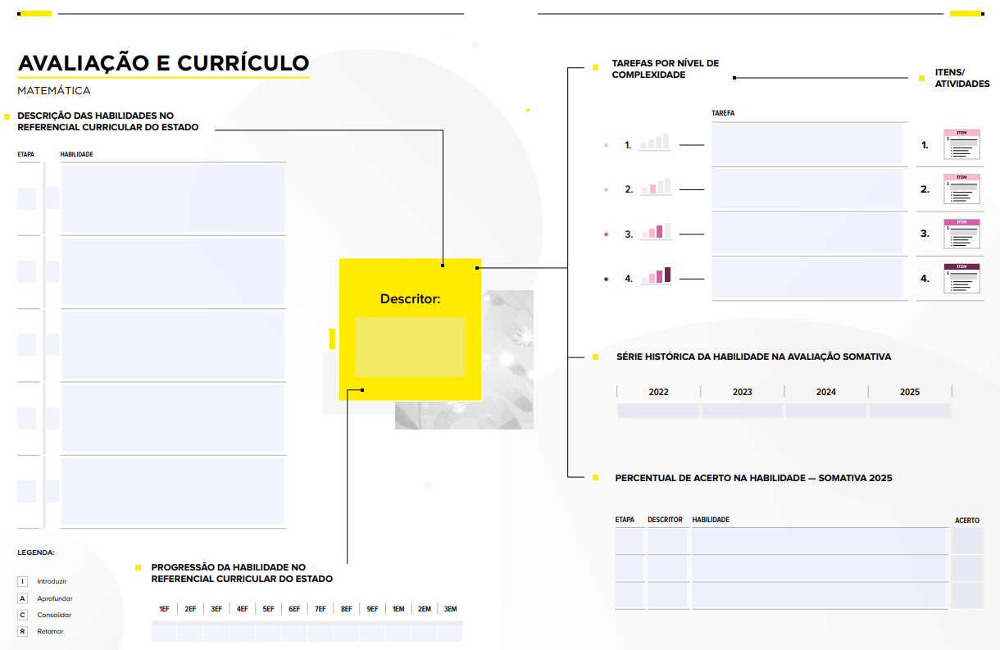 AVALIAÇÃO E CURRÍCULO
MATEMÁTICA
DESCRIÇÃO DAS HABILIDADES NO
REFERENCIAL CURRICULAR DO ESTADO
ETAPA HABILIDADE
Descritor:
LEGENDA:
I Introduzir
A Aprofundar
C Consolidar
R Retomar
PROGRESSÃO DA HABILIDADE NO
REFERENCIAL CURRICULAR DO ESTADO
1EF 2EF 3EF 4EF 5EF 6EF 7EF 8EF 9EF 1EM 2EM 3EM
TAREFAS POR NÍVEL DE
COMPLEXIDADE
ITENS/
ATIVIDADES
TAREFA
1. 1. ITEM
2. 2. ITEM
3. 3. ITEM
4. 4. ITEM
SÉRIE HISTÓRICA DA HABILIDADE NA AVALIAÇÃO SOMATIVA
2022 2023 2024 2025
PERCENTUAL DE ACERTO NA HABILIDADE — SOMATIVA 2025
ETAPA DESCRITOR HABILIDADE ACERTO